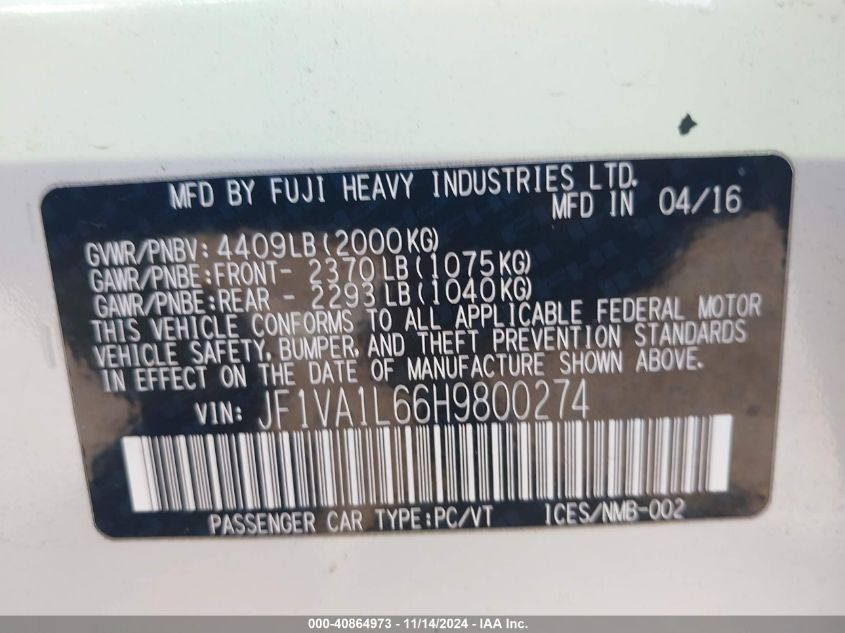 MFD BY FUJI HEAVY INDUSTRIES LTD.
MFD IN 04/16
GVWR/PNBV: 4409LB(2000KG)
GAWR/PNBE:FRONT- 2370LB(1075KG)
GAWR/PNBE:REAR - 2293LB(1040KG)
THIS VEHICLE CONFORMS TO ALL APPLICABLE FEDERAL MOTOR
VEHICLE SAFETY, BUMPER, AND THEFT PREVENTION STANDARDS
IN EFFECT ON THE DATE OF MANUFACTURE SHOWN ABOVE.
VIN: JF1VA1L66H9800274
PASSENGER CAR TYPE:PC/VT ICES/NMB-002
000-40864973 - 11/14/2024 - IAA Inc.